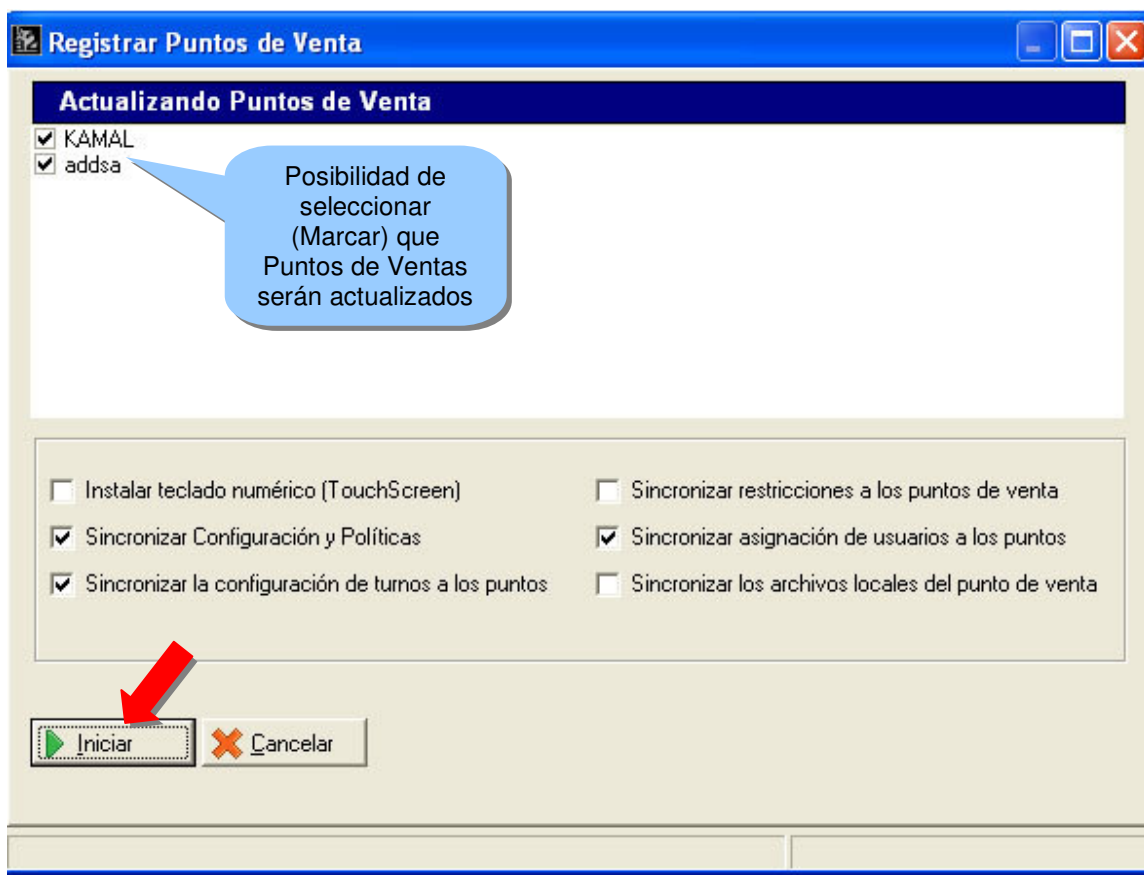 Registrar Puntos de Venta
Actualizando Puntos de Venta
KAMAL
addsa
Posibilidad de
seleccionar
(Marcar) que
Puntos de Ventas
serán actualizados
Instalar teclado numérico (TouchScreen)
Sincronizar restricciones a los puntos de venta
Sincronizar Configuración y Políticas
Sincronizar asignación de usuarios a los puntos
Sincronizar la configuración de turnos a los puntos
Sincronizar los archivos locales del punto de venta
Iniciar
Cancelar